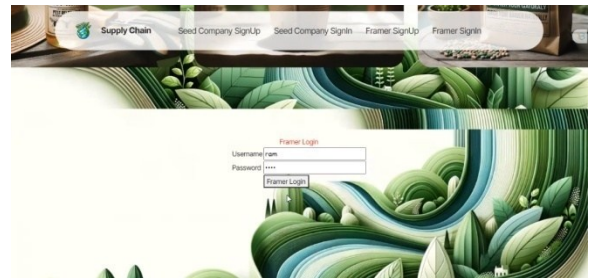 Supply Chain Seed Company SignUp Seed Company SignIn Framer SignUp Framer SignIn
Framer Login
Username ram
Password ••••
Framer Login